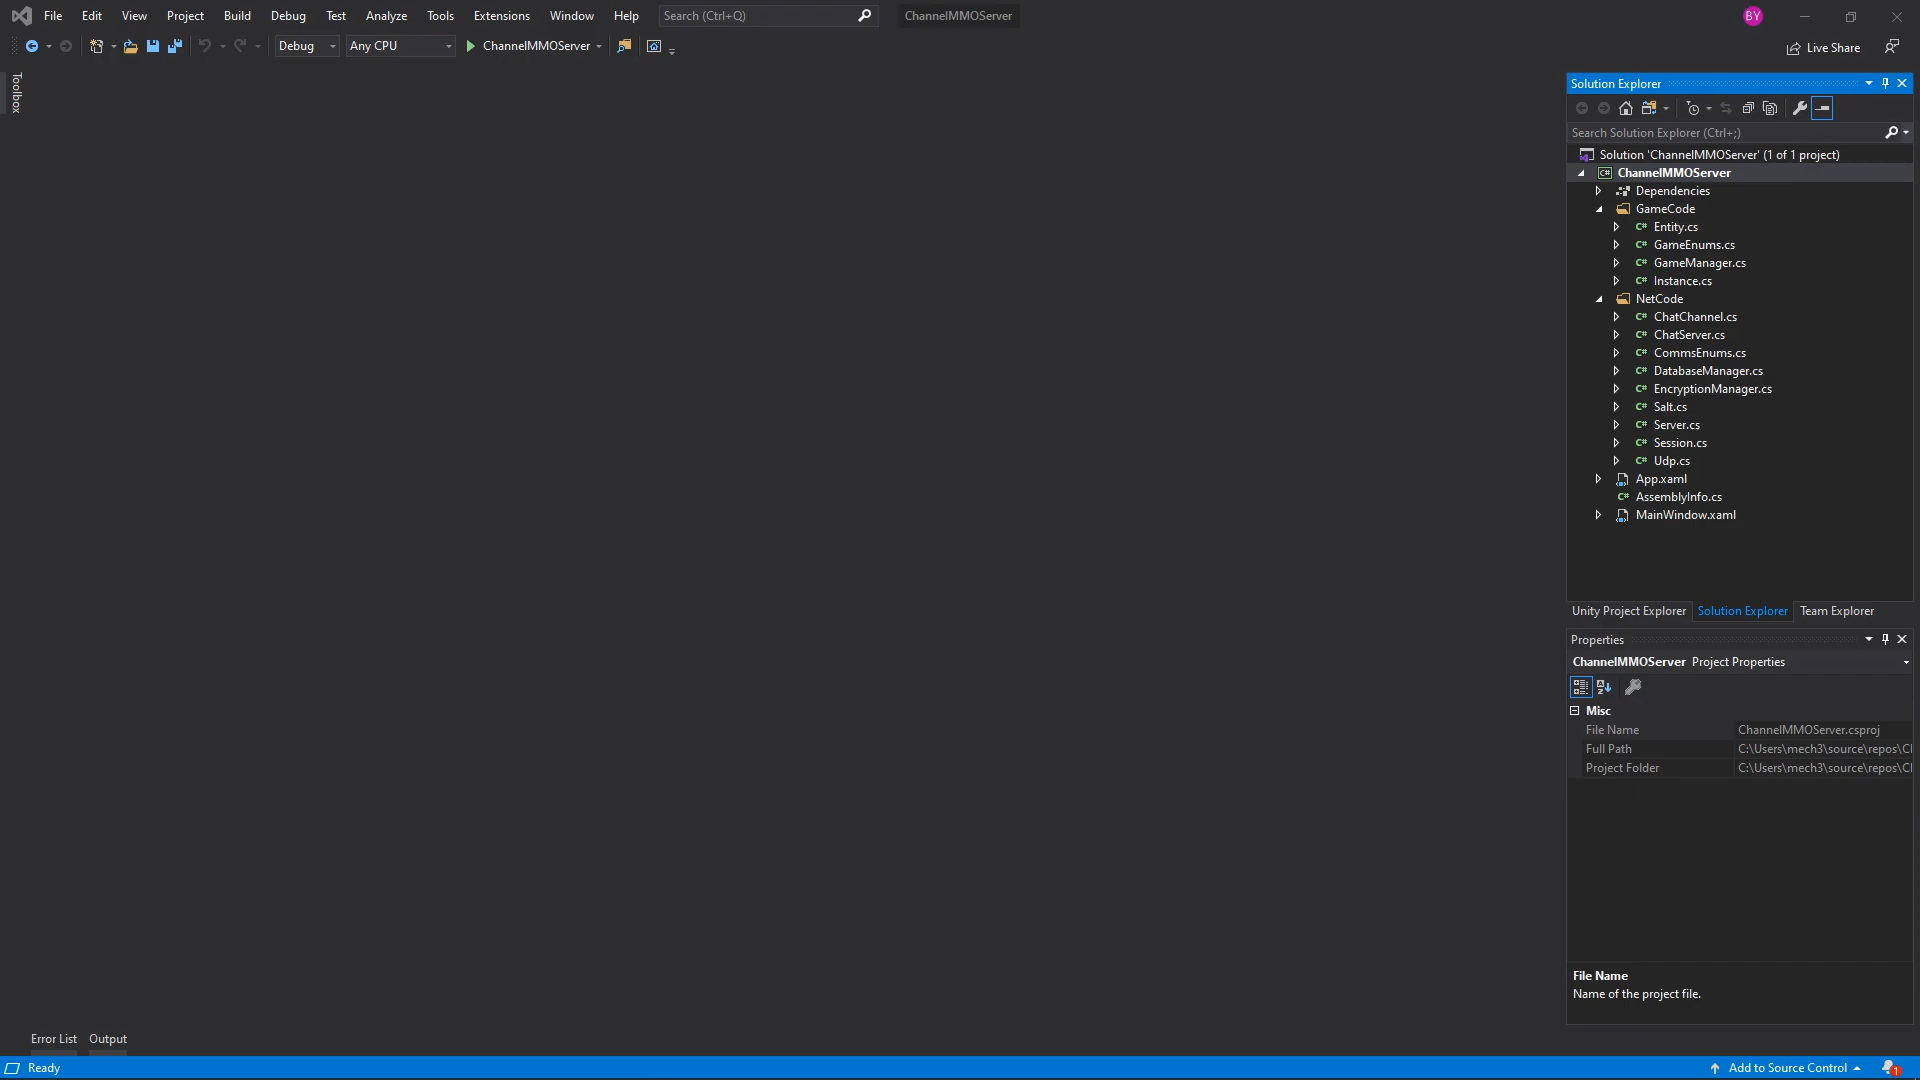 File Edit View Project Build Debug Test Analyze Tools Extensions Window Help Search (Ctrl+Q) ChannelMMOServer BY
Debug Any CPU ChannelMMOServer Live Share
Toolbox
Solution Explorer
Search Solution Explorer (Ctrl+;)
Solution 'ChannelMMOServer' (1 of 1 project)
C# ChannelMMOServer
Dependencies
GameCode
C# Entity.cs
C# GameEnums.cs
C# GameManager.cs
C# Instance.cs
NetCode
C# ChatChannel.cs
C# ChatServer.cs
C# CommsEnums.cs
C# DatabaseManager.cs
C# EncryptionManager.cs
C# Salt.cs
C# Server.cs
C# Session.cs
C# Udp.cs
App.xaml
C# AssemblyInfo.cs
MainWindow.xaml
Unity Project Explorer Solution Explorer Team Explorer
Properties
ChannelMMOServer Project Properties
Misc
File Name ChannelMMOServer.csproj
Full Path C:\Users\mech3\source\repos\Cl
Project Folder C:\Users\mech3\source\repos\Cl
File Name
Name of the project file.
Error List Output
Ready Add to Source Control 1